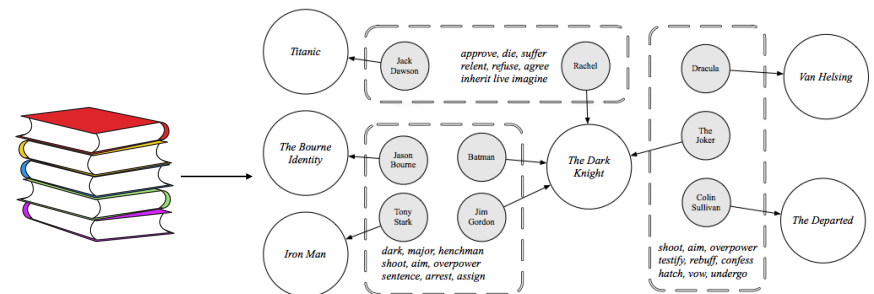 Titanic
Jack
Dawson
approve, die, suffer
relent, refuse, agree
inherit live imagine
Rachel
Dracula
Van Helsing
The Bourne
Identity
Jason
Bourne
Batman
The Dark
Knight
The
Joker
Tony
Stark
Jim
Gordon
Colin
Sullivan
The Departed
Iron Man
dark, major, henchman
shoot, aim, overpower
sentence, arrest, assign
shoot, aim, overpower
testify, rebuff, confess
hatch, vow, undergo